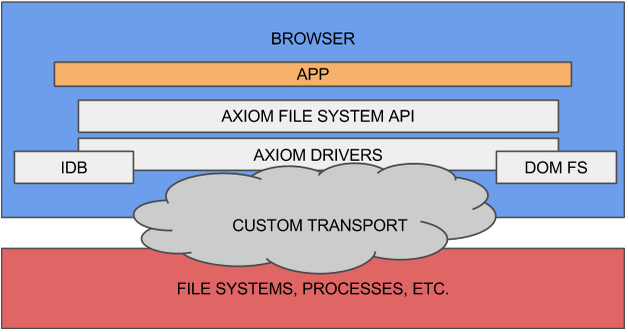 BROWSER
APP
AXIOM FILE SYSTEM API
AXIOM DRIVERS
IDB
DOM FS
CUSTOM TRANSPORT
FILE SYSTEMS, PROCESSES, ETC.